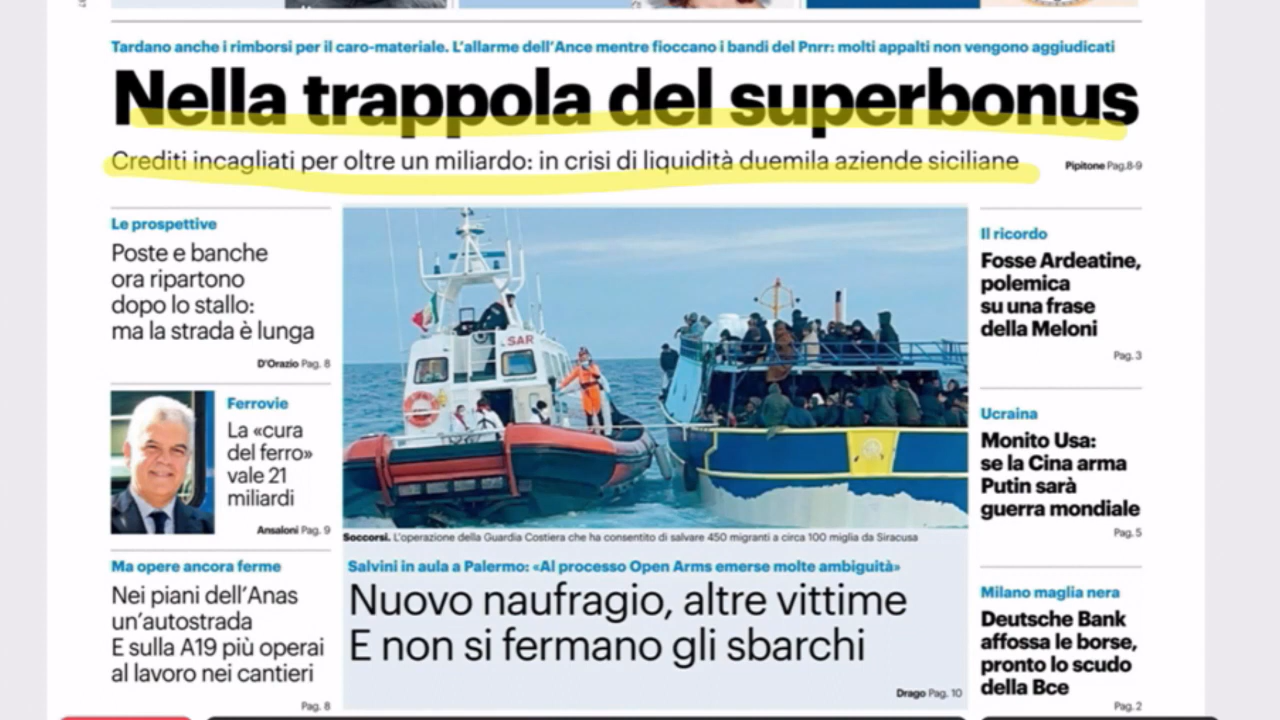 Tardano anche i rimborsi per il caro-materiale. L'allarme dell'Ance mentre fioccano i bandi del Pnrr: molti appalti non vengono aggiudicati
Nella trappola del superbonus
Crediti incagliati per oltre un miliardo: in crisi di liquidità duemila aziende siciliane
Pipitone Pag.8-9
Le prospettive
Poste e banche
ora ripartono
dopo lo stallo:
ma la strada è lunga
D'Orazio Pag. 8
Ferrovie
La «cura
del ferro»
vale 21
miliardi
Ansaloni Pag. 9
Ma opere ancora ferme
Nei piani dell'Anas
un'autostrada
E sulla A19 più operai
al lavoro nei cantieri
Pag. 8
SAR
Soccorsi. L'operazione della Guardia Costiera che ha consentito di salvare 450 migranti a circa 100 miglia da Siracusa
Salvini in aula a Palermo: «Al processo Open Arms emerse molte ambiguità»
Nuovo naufragio, altre vittime
E non si fermano gli sbarchi
Drago Pag. 10
Il ricordo
Fosse Ardeatine,
polemica
su una frase
della Meloni
Pag. 3
Ucraina
Monito Usa:
se la Cina arma
Putin sarà
guerra mondiale
Pag. 5
Milano maglia nera
Deutsche Bank
affossa le borse,
pronto lo scudo
della Bce
Pag. 2